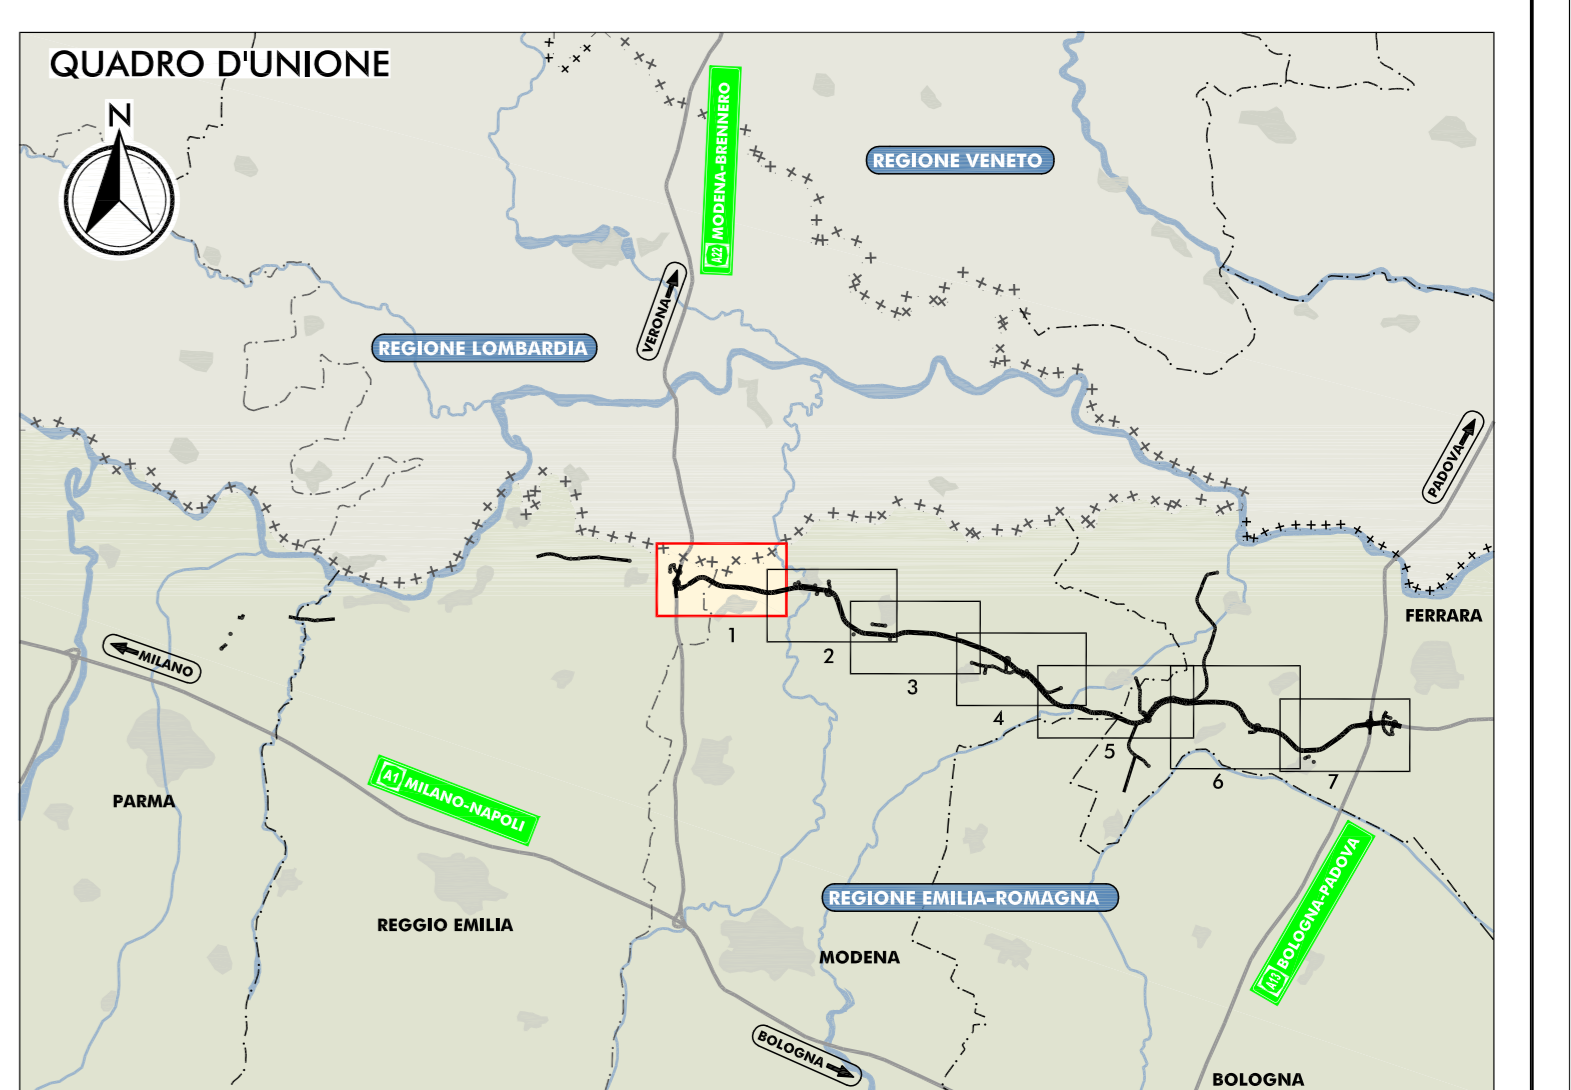 QUADRO D'UNIONE
N
A22 MODENA-BRENNERO
REGIONE VENETO
VERONA
REGIONE LOMBARDIA
PADOVA
FERRARA
1
2
3
4
5
6
7
MILANO
PARMA
A1 MILANO-NAPOLI
REGGIO EMILIA
REGIONE EMILIA-ROMAGNA
MODENA
A13 BOLOGNA-PADOVA
BOLOGNA
BOLOGNA